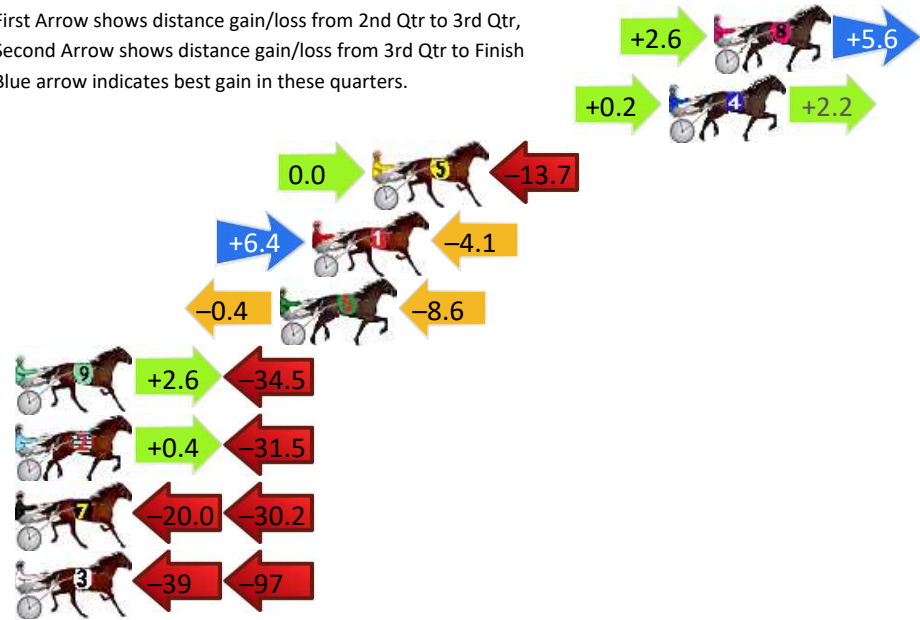 First Arrow shows distance gain/loss from 2nd Qtr to 3rd Qtr,
Second Arrow shows distance gain/loss from 3rd Qtr to Finish
Blue arrow indicates best gain in these quarters.
+2.6 8 +5.6
+0.2 4 +2.2
0.0 5 –13.7
+6.4 1 –4.1
–0.4 6 –8.6
9 +2.6 –34.5
2 +0.4 –31.5
7 –20.0 –30.2
3 –39 –97